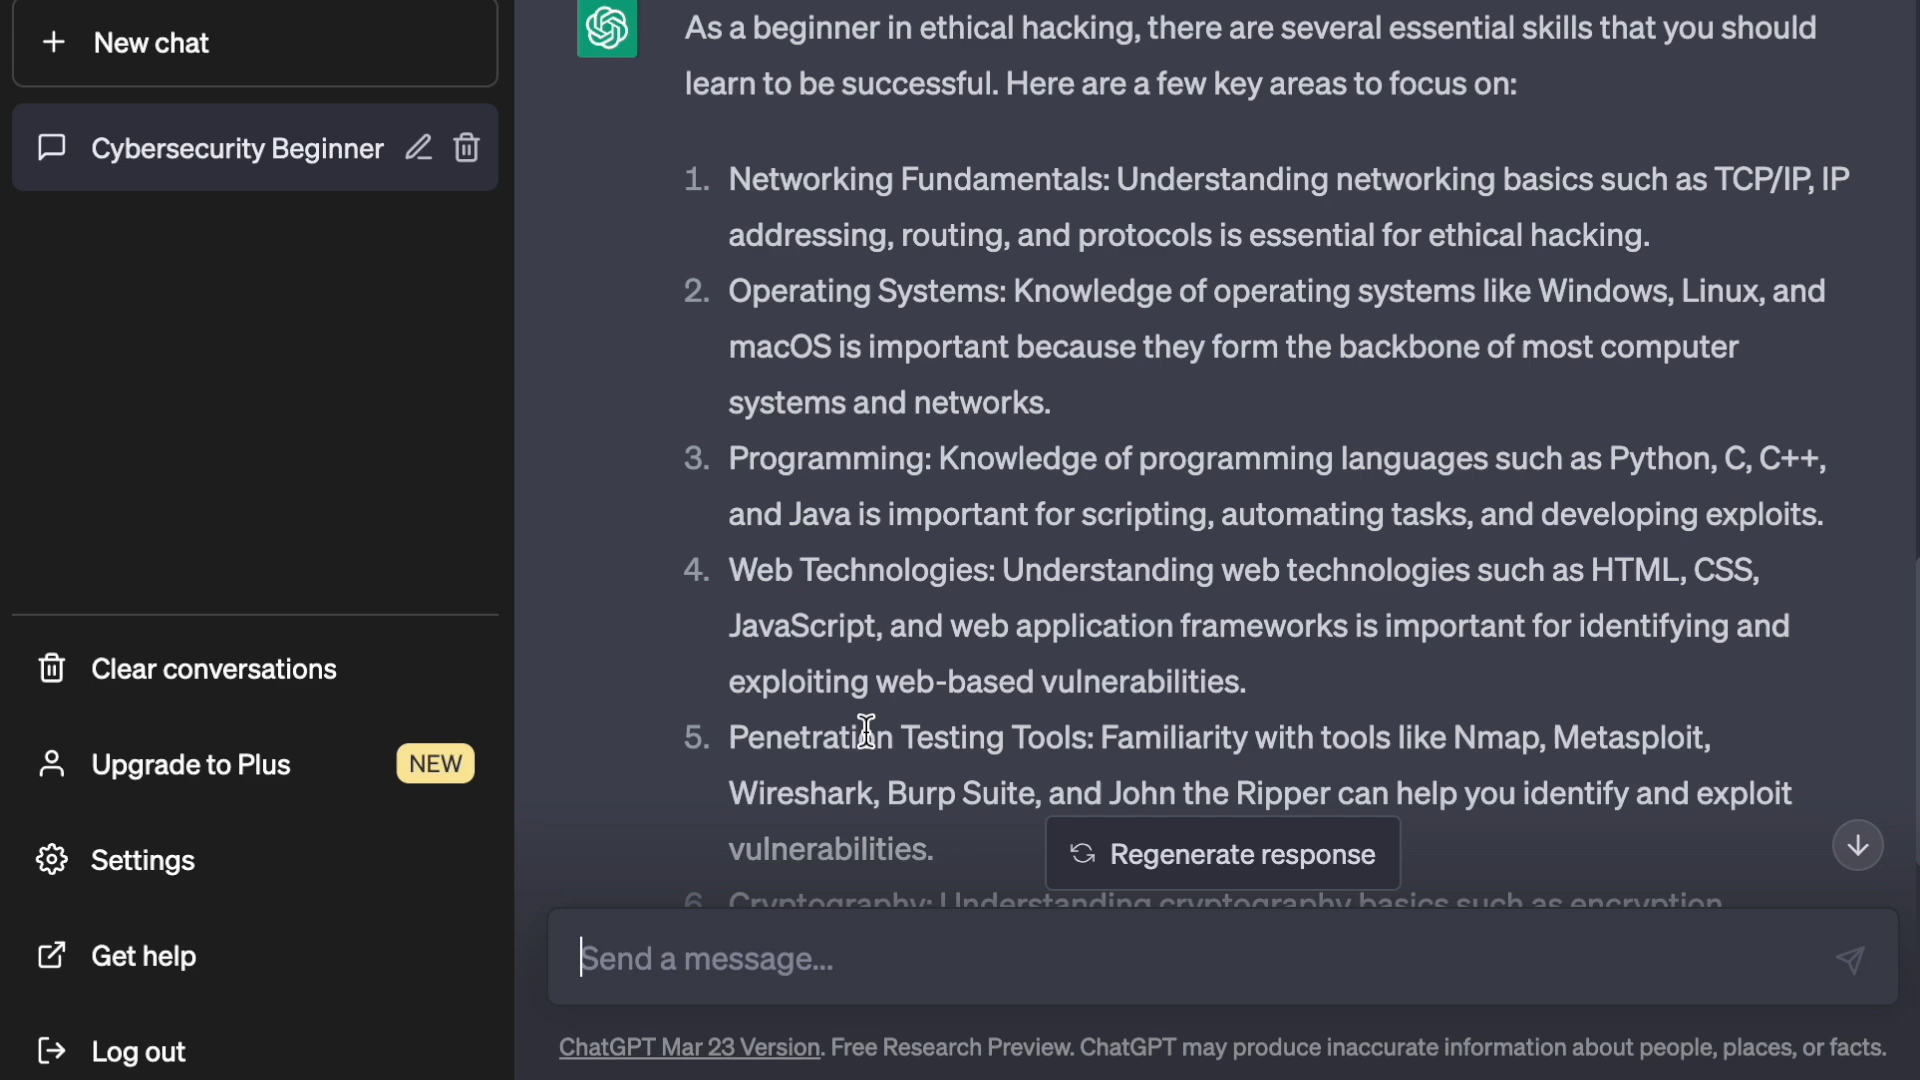 New chat
Cybersecurity Beginner
Clear conversations
Upgrade to Plus
NEW
Settings
Get help
Log out
As a beginner in ethical hacking, there are several essential skills that you should
learn to be successful. Here are a few key areas to focus on:
1. Networking Fundamentals: Understanding networking basics such as TCP/IP, IP
addressing, routing, and protocols is essential for ethical hacking.
2. Operating Systems: Knowledge of operating systems like Windows, Linux, and
macOS is important because they form the backbone of most computer
systems and networks.
3. Programming: Knowledge of programming languages such as Python, C, C++,
and Java is important for scripting, automating tasks, and developing exploits.
4. Web Technologies: Understanding web technologies such as HTML, CSS,
JavaScript, and web application frameworks is important for identifying and
exploiting web-based vulnerabilities.
5. Penetration Testing Tools: Familiarity with tools like Nmap, Metasploit,
Wireshark, Burp Suite, and John the Ripper can help you identify and exploit
vulnerabilities.
Regenerate response
6. Cryptography: Understanding cryptography basics such as encryption
Send a message...
ChatGPT Mar 23 Version. Free Research Preview. ChatGPT may produce inaccurate information about people, places, or facts.